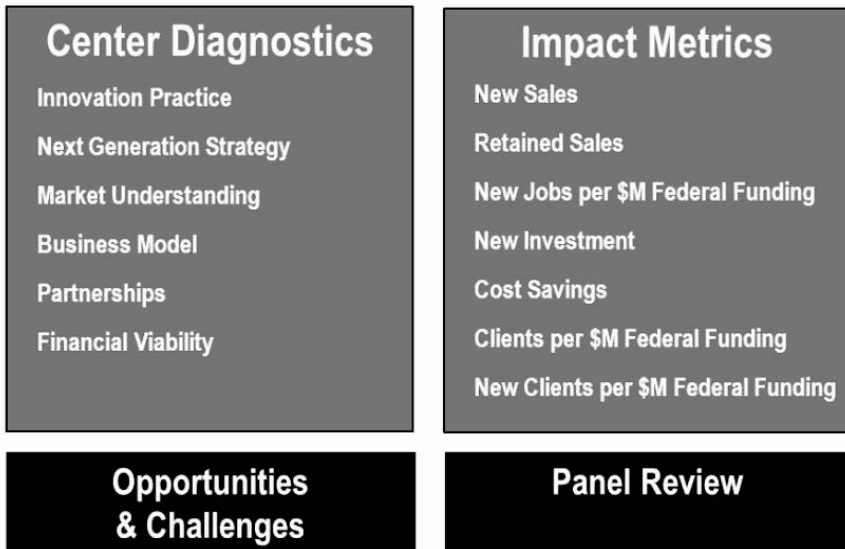 Center Diagnostics
Innovation Practice
Next Generation Strategy
Market Understanding
Business Model
Partnerships
Financial Viability
Impact Metrics
New Sales
Retained Sales
New Jobs per $M Federal Funding
New Investment
Cost Savings
Clients per $M Federal Funding
New Clients per $M Federal Funding
Opportunities
& Challenges
Panel Review